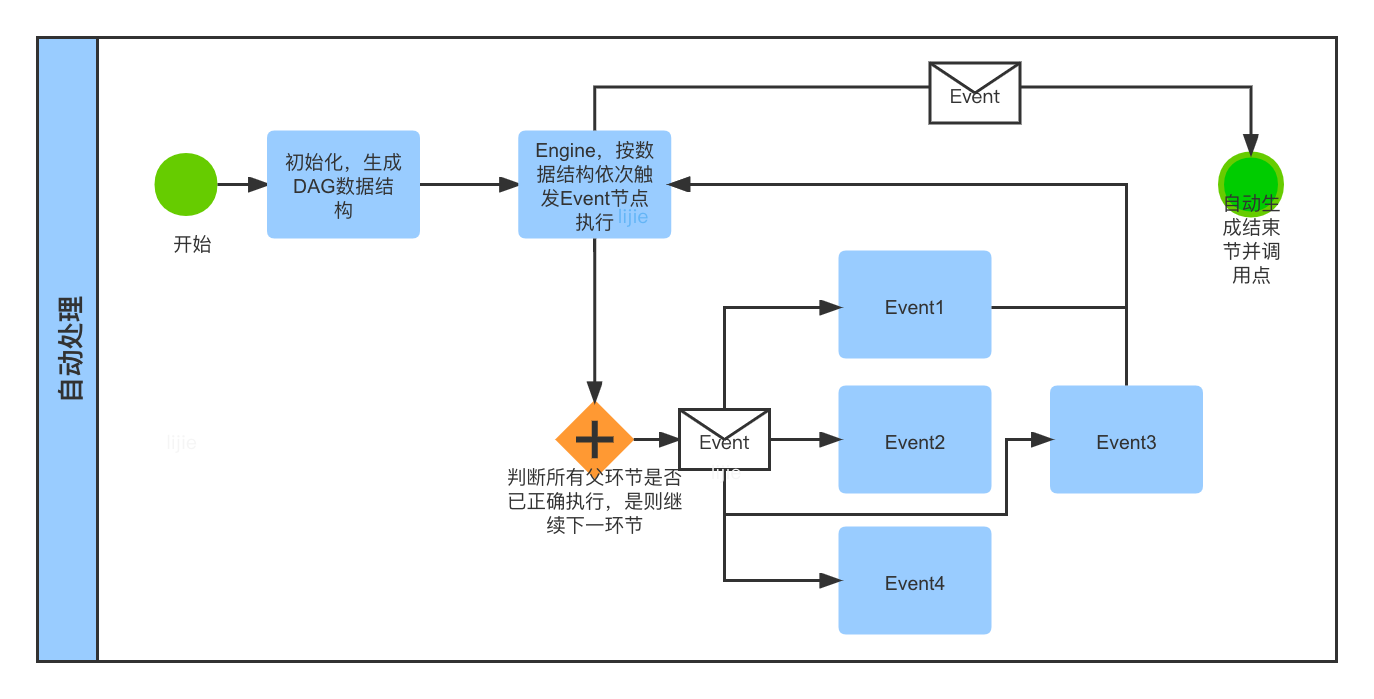 自动处理
开始
初始化，生成
DAG数据结
构
Engine，按数
据结构依次触
发Event节点
执行
lijie
Event
自动生
成结束
节并调
用点
Event1
Event
lijie
Event2
Event3
lijie
判断所有父环节是否
已正确执行，是则继
续下一环节
Event4